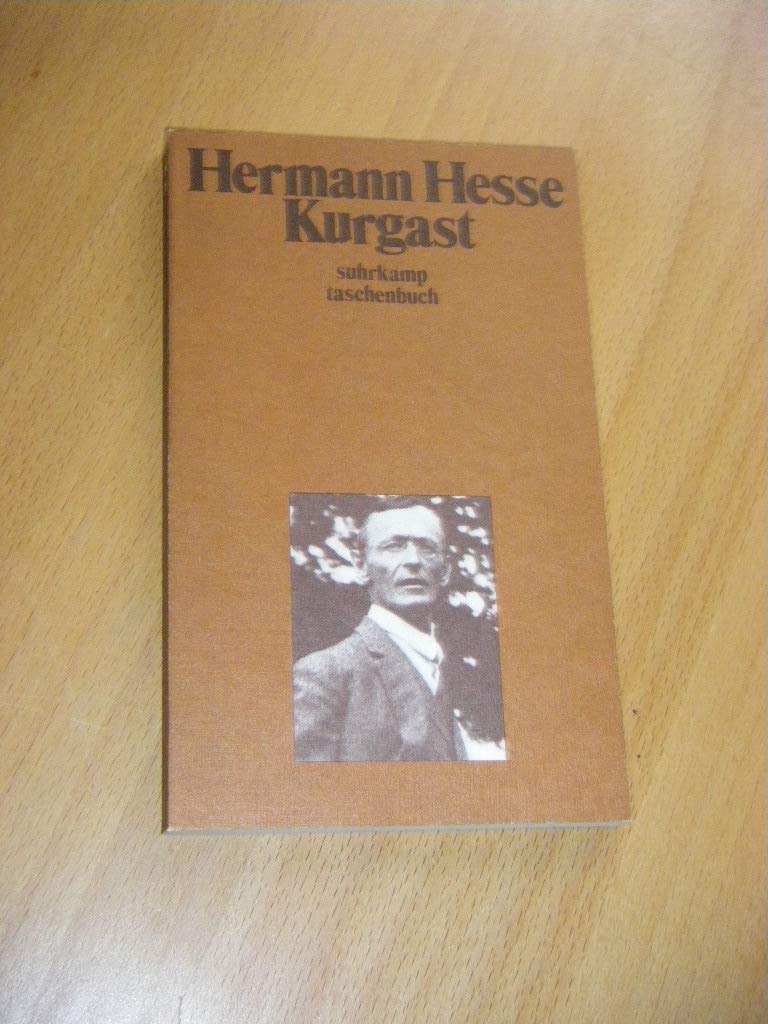 Hermann Hesse
Kurgast
suhrkamp
taschenbuch